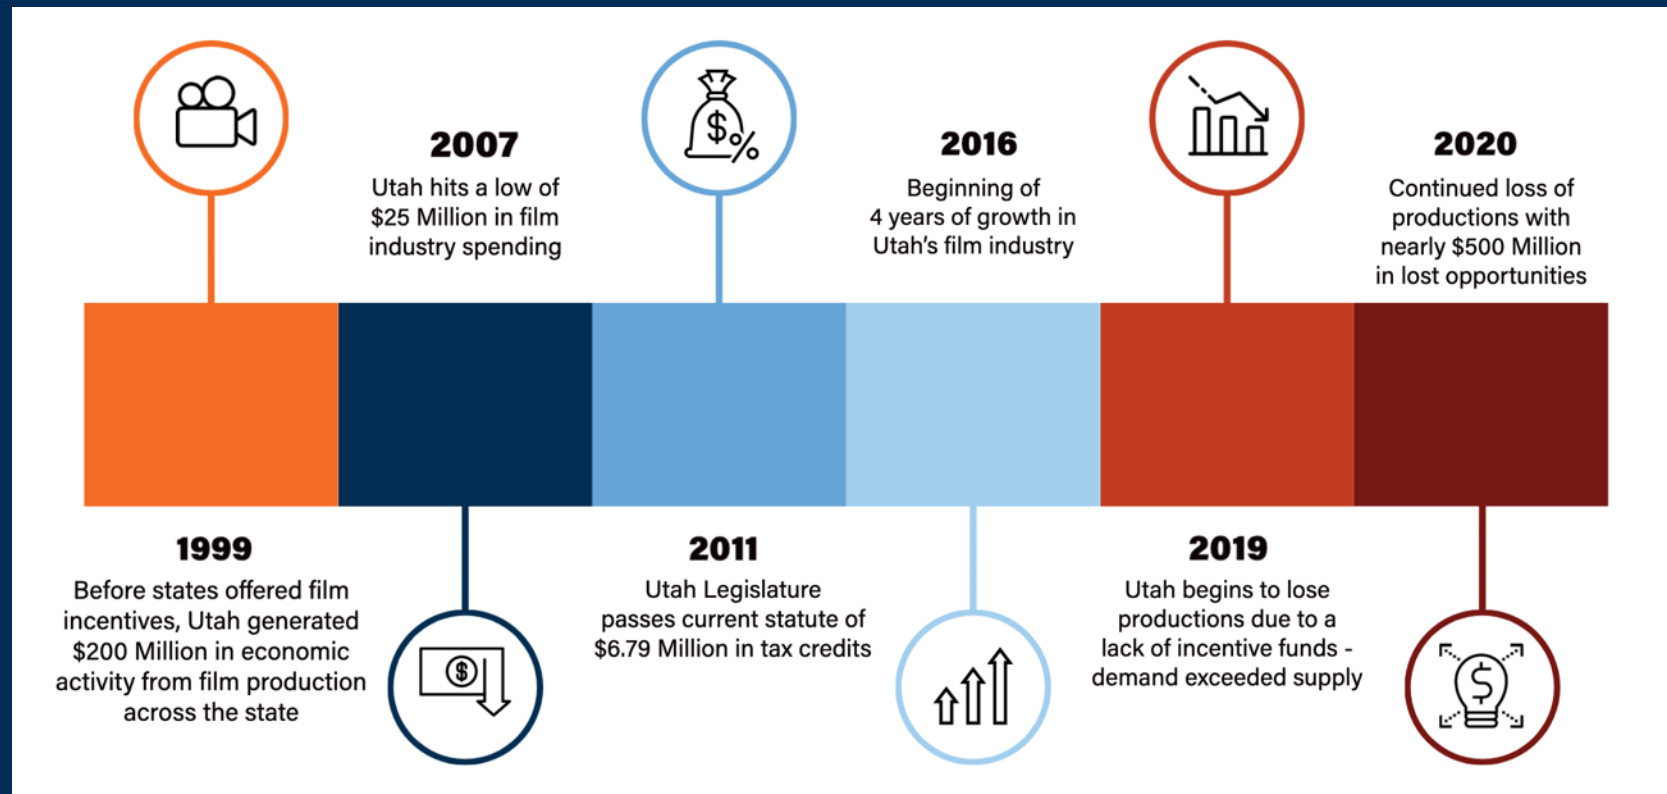 1999
Before states offered film
incentives, Utah generated
$200 Million in economic
activity from film production
across the state
2007
Utah hits a low of
$25 Million in film
industry spending
$
2011
Utah Legislature
passes current statute of
$6.79 Million in tax credits
$%
2016
Beginning of
4 years of growth in
Utah's film industry
2019
Utah begins to lose
productions due to a
lack of incentive funds -
demand exceeded supply
2020
Continued loss of
productions with
nearly $500 Million
in lost opportunities
$